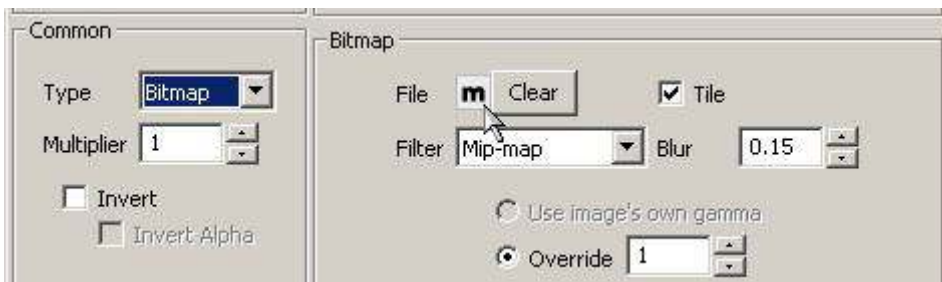 Common
Type Bitmap
Multiplier 1
Invert
Invert Alpha
Bitmap
File m Clear Tile
Filter Mip-map Blur 0.15
Use image's own gamma
Override 1